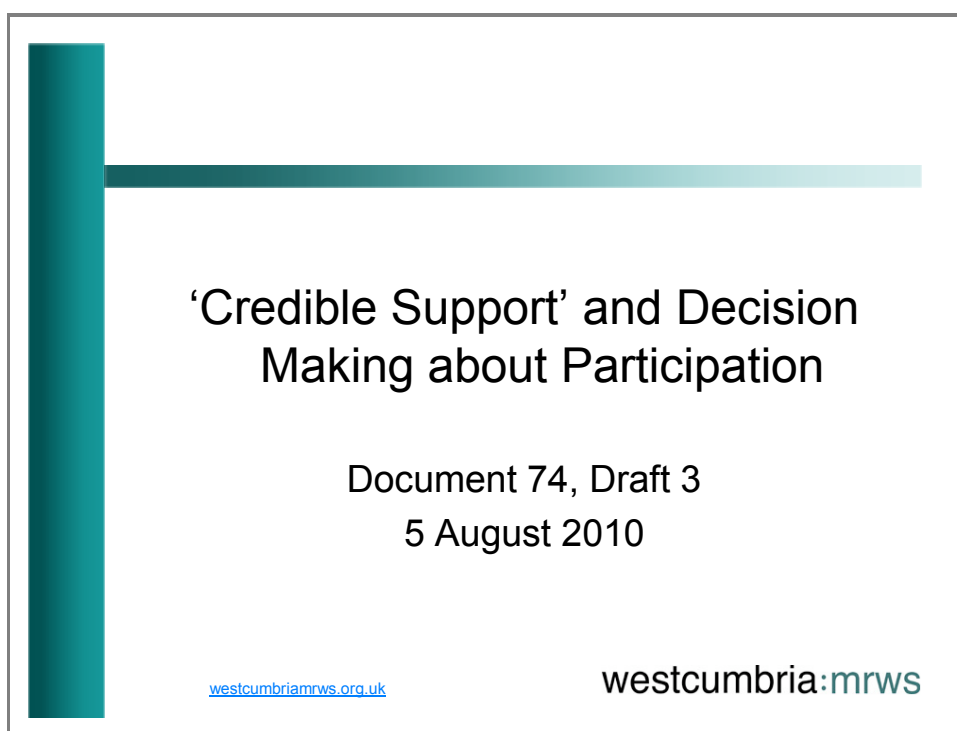 ‘Credible Support’ and Decision
Making about Participation
Document 74, Draft 3
5 August 2010
westcumbriamrws.org.uk
westcumbria:mrws